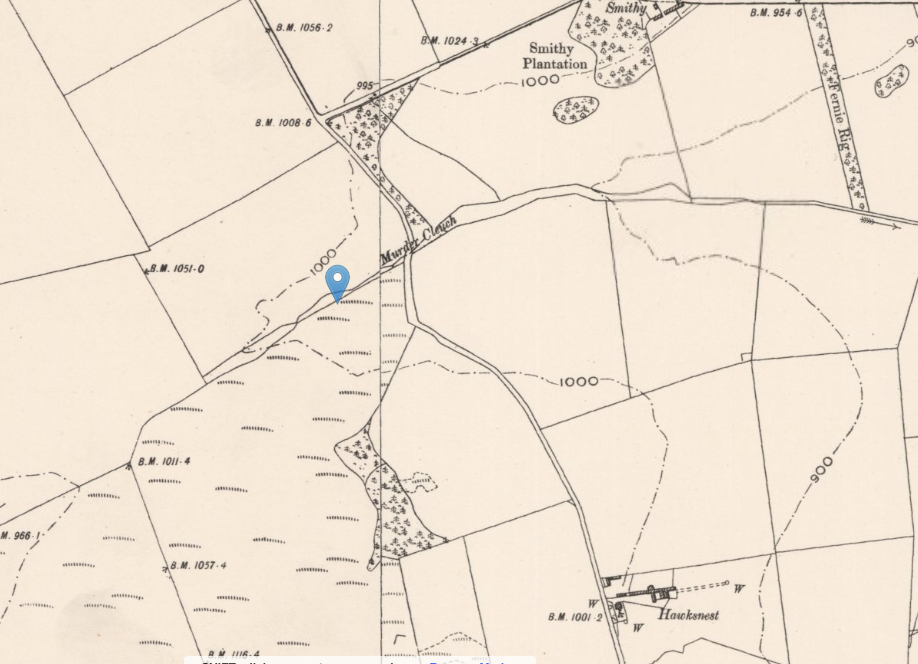 Smithy
B.M. 954·6
B.M. 1056·2
B.M. 1024·3
Smithy
Plantation
1000
995
B.M. 1008·6
Fernie Rig
Murder Cleuch
1000
B.M. 1051·0
1000
B.M. 1011·4
900
M. 966·1
B.M. 1057·4
W
W
Hawksnest
B.M. 1001·2
W
B.M. 1116·4